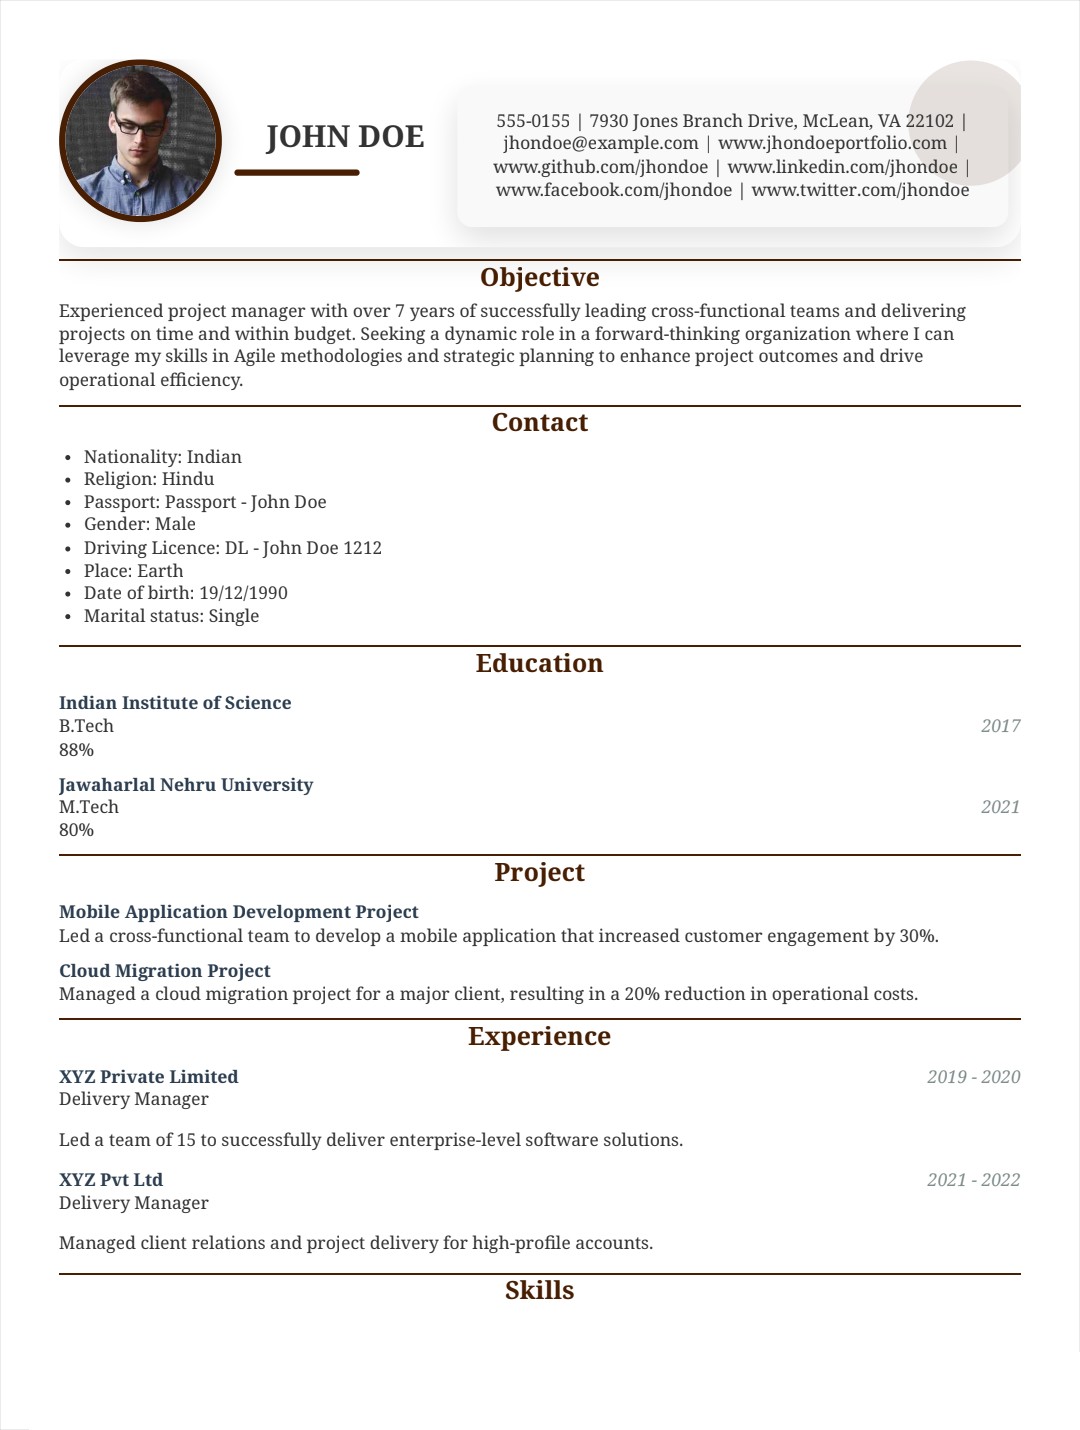 JOHN DOE
555-0155 | 7930 Jones Branch Drive, McLean, VA 22102 |
jhondoe@example.com | www.jhondoeportfolio.com |
www.github.com/jhondoe | www.linkedin.com/jhondoe |
www.facebook.com/jhondoe | www.twitter.com/jhondoe
Objective
Experienced project manager with over 7 years of successfully leading cross-functional teams and delivering
projects on time and within budget. Seeking a dynamic role in a forward-thinking organization where I can
leverage my skills in Agile methodologies and strategic planning to enhance project outcomes and drive
operational efficiency.
Contact
• Nationality: Indian
• Religion: Hindu
• Passport: Passport - John Doe
• Gender: Male
• Driving Licence: DL - John Doe 1212
• Place: Earth
• Date of birth: 19/12/1990
• Marital status: Single
Education
Indian Institute of Science
B.Tech 2017
88%
Jawaharlal Nehru University
M.Tech 2021
80%
Project
Mobile Application Development Project
Led a cross-functional team to develop a mobile application that increased customer engagement by 30%.
Cloud Migration Project
Managed a cloud migration project for a major client, resulting in a 20% reduction in operational costs.
Experience
XYZ Private Limited 2019 - 2020
Delivery Manager
Led a team of 15 to successfully deliver enterprise-level software solutions.
XYZ Pvt Ltd 2021 - 2022
Delivery Manager
Managed client relations and project delivery for high-profile accounts.
Skills